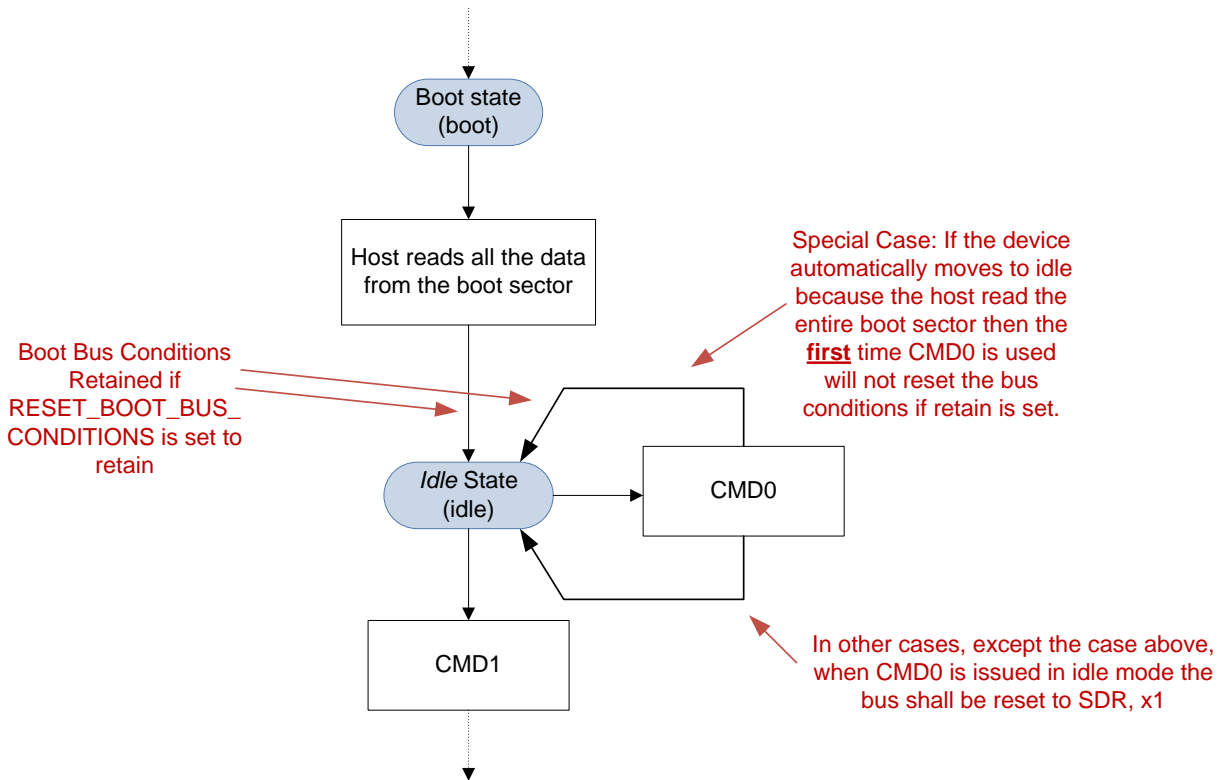 Boot state
(boot)
Host reads all the data
from the boot sector
Special Case: If the device
automatically moves to idle
because the host read the
entire boot sector then the
first time CMD0 is used
will not reset the bus
conditions if retain is set.
Boot Bus Conditions
Retained if
RESET_BOOT_BUS_
CONDITIONS is set to
retain
Idle State
(idle)
CMD0
CMD1
In other cases, except the case above,
when CMD0 is issued in idle mode the
bus shall be reset to SDR, x1